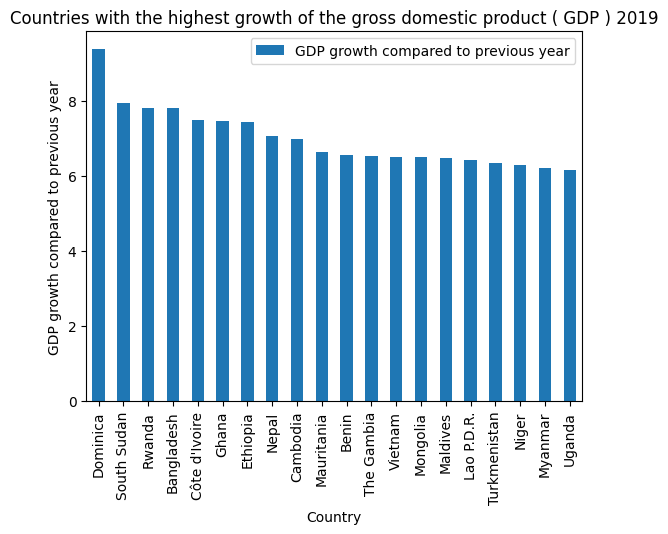 Countries with the highest growth of the gross domestic product ( GDP ) 2019
GDP growth compared to previous year
GDP growth compared to previous year
8
6
4
2
0
Dominica
South Sudan
Rwanda
Bangladesh
Côte d'Ivoire
Ghana
Ethiopia
Nepal
Cambodia
Mauritania
Benin
The Gambia
Vietnam
Mongolia
Maldives
Lao P.D.R.
Turkmenistan
Niger
Myanmar
Uganda
Country